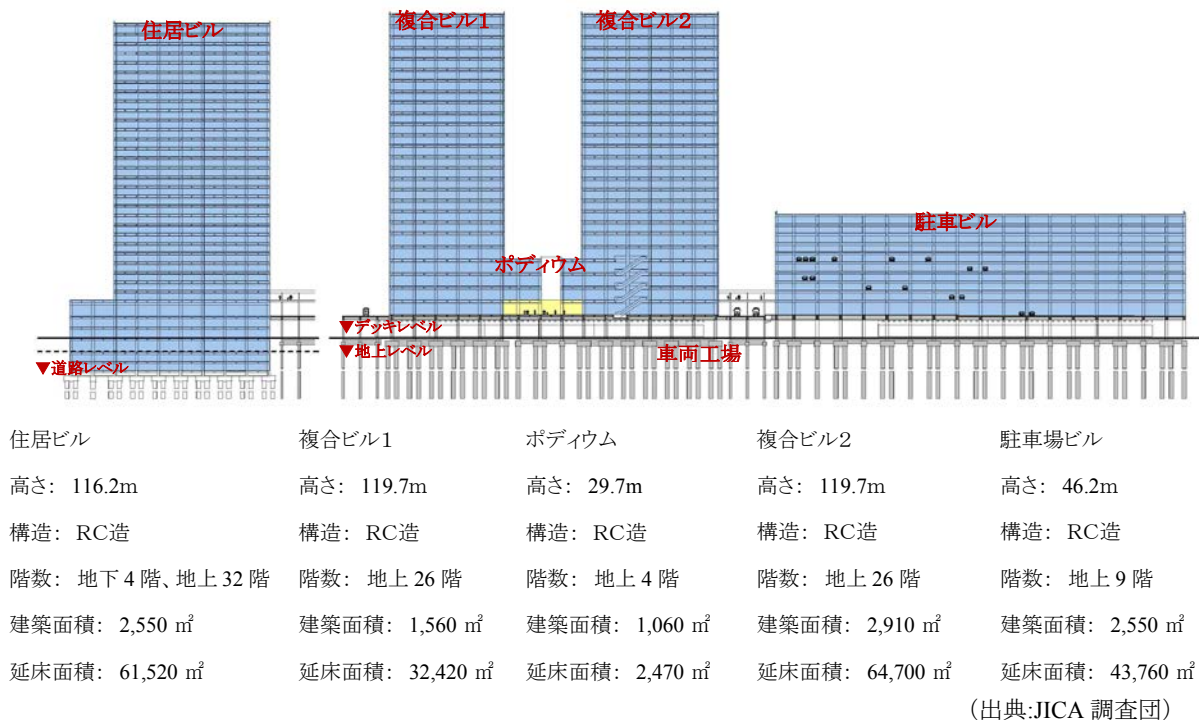 住居ビル
複合ビル1
複合ビル2
駐車ビル
ポディウム
▼デッキレベル
▼地上レベル
車両工場
▼道路レベル
住居ビル
高さ: 116.2m
構造: RC造
階数: 地下4階、地上32階
建築面積: 2,550 ㎡
延床面積: 61,520 ㎡
複合ビル1
高さ: 119.7m
構造: RC造
階数: 地上26階
建築面積: 1,560 ㎡
延床面積: 32,420 ㎡
ポディウム
高さ: 29.7m
構造: RC造
階数: 地上4階
建築面積: 1,060 ㎡
延床面積: 2,470 ㎡
複合ビル2
高さ: 119.7m
構造: RC造
階数: 地上26階
建築面積: 2,910 ㎡
延床面積: 64,700 ㎡
駐車場ビル
高さ: 46.2m
構造: RC造
階数: 地上9階
建築面積: 2,550 ㎡
延床面積: 43,760 ㎡
(出典:JICA 調査団)